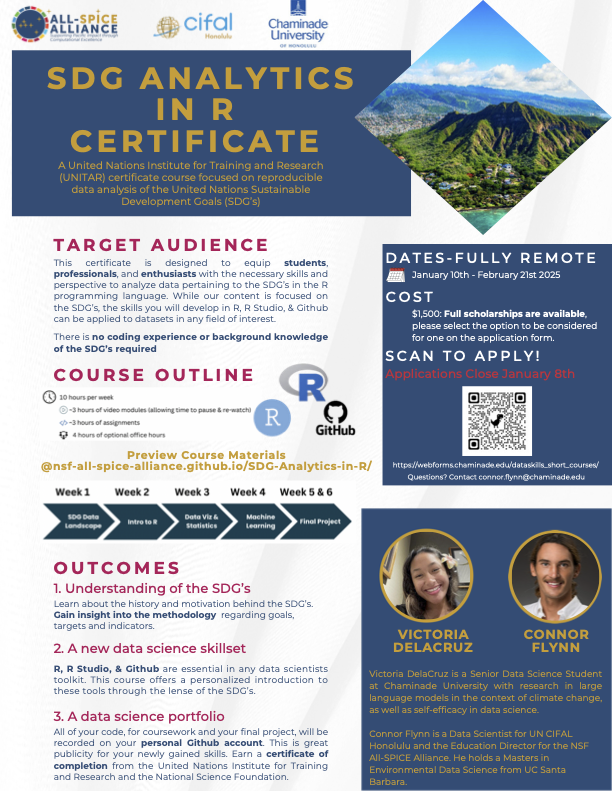 ALL-SPICE
ALLIANCE
Supporting Pacific Impact through
Computational Excellence
cifal
Honolulu
Chaminade
University
OF HONOLULU
SDG ANALYTICS
IN R
CERTIFICATE
A United Nations Institute for Training and Research
(UNITAR) certificate course focused on reproducible
data analysis of the United Nations Sustainable
Development Goals (SDG's)
TARGET AUDIENCE
This certificate is designed to equip students,
professionals, and enthusiasts with the necessary skills and
perspective to analyze data pertaining to the SDG's in the R
programming language. While our content is focused on
the SDG's, the skills you will develop in R, R Studio, & Github
can be applied to datasets in any field of interest.
There is no coding experience or background knowledge
of the SDG's required
COURSE OUTLINE
10 hours per week
~3 hours of video modules (allowing time to pause & re-watch)
~3 hours of assignments
4 hours of optional office hours
R
R
GitHub
Preview Course Materials
@nsf-all-spice-alliance.github.io/SDG-Analytics-in-R/
Week 1 Week 2 Week 3 Week 4 Week 5 & 6
SDG Data
Landscape
Intro to R
Data Viz &
Statistics
Machine
Learning
Final Project
OUTCOMES
1. Understanding of the SDG's
Learn about the history and motivation behind the SDG's.
Gain insight into the methodology regarding goals,
targets and indicators.
2. A new data science skillset
R, R Studio, & Github are essential in any data scientists
toolkit. This course offers a personalized introduction to
these tools through the lense of the SDG's.
3. A data science portfolio
All of your code, for coursework and your final project, will
be recorded on your personal Github account. This is great
publicity for your newly gained skills. Earn a certificate of
completion from the United Nations Institute for Training
and Research and the National Science Foundation.
DATES-FULLY REMOTE
January 10th - February 21st 2025
COST
$1,500: Full scholarships are available,
please select the option to be considered
for one on the application form.
SCAN TO APPLY!
Applications Close January 8th
https://webforms.chaminade.edu/dataskills_short_courses/
Questions? Contact connor.flynn@chaminade.edu
VICTORIA
DELACRUZ
CONNOR
FLYNN
Victoria DelaCruz is a Senior Data Science Student
at Chaminade University with research in large
language models in the context of climate change,
as well as self-efficacy in data science.
Connor Flynn is a Data Scientist for UN CIFAL
Honolulu and the Education Director for the NSF
All-SPICE Alliance. He holds a Masters in
Environmental Data Science from UC Santa
Barbara.